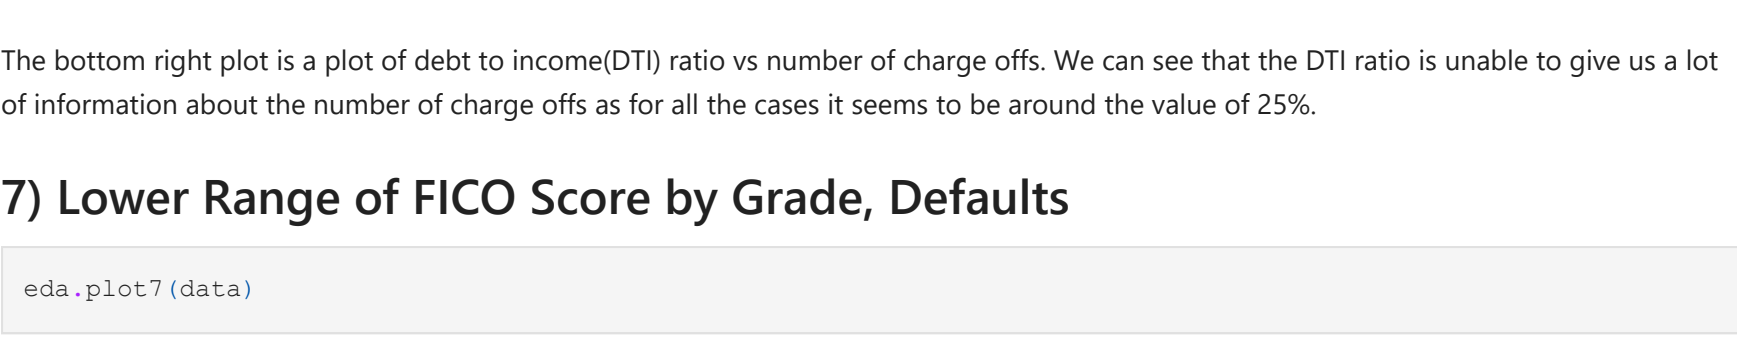 The bottom right plot is a plot of debt to income(DTI) ratio vs number of charge offs. We can see that the DTI ratio is unable to give us a lot
of information about the number of charge offs as for all the cases it seems to be around the value of 25%.
7) Lower Range of FICO Score by Grade, Defaults
eda.plot7(data)